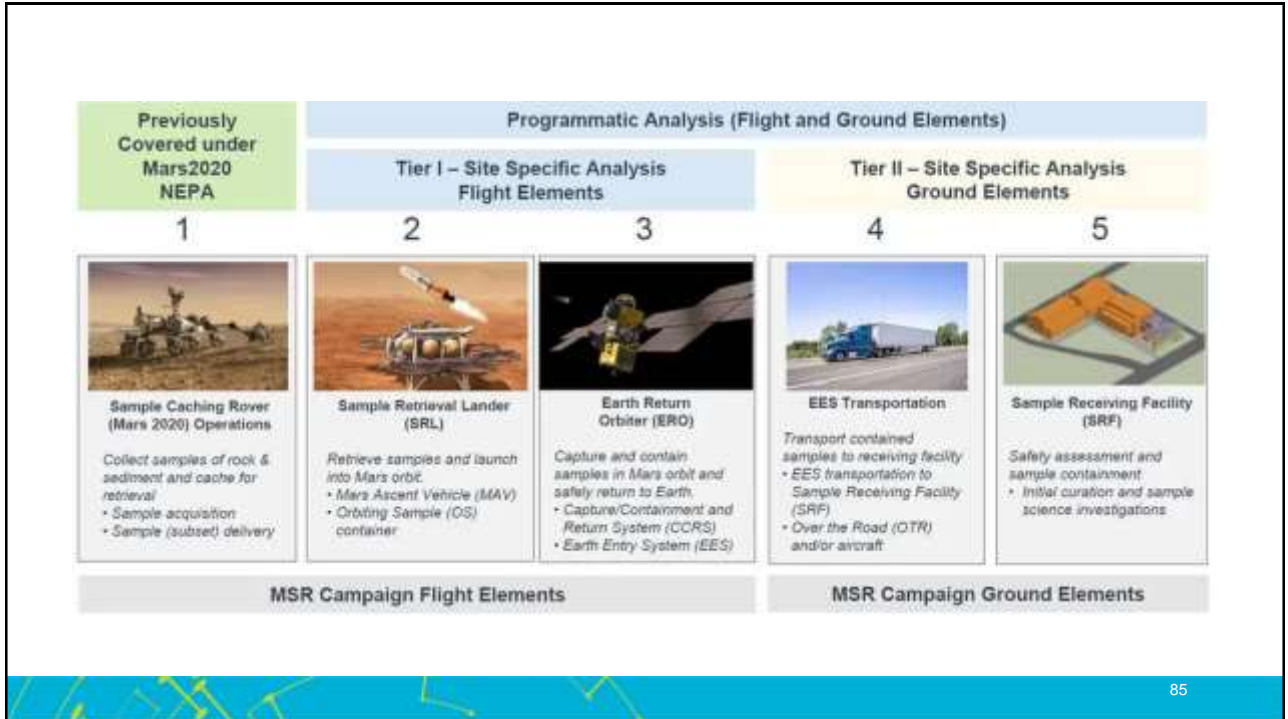 Previously
Covered under
Mars2020
NEPA
Programmatic Analysis (Flight and Ground Elements)
Tier I – Site Specific Analysis
Flight Elements
Tier II – Site Specific Analysis
Ground Elements
1
2
3
4
5
Sample Caching Rover
(Mars 2020) Operations
Collect samples of rock &
sediment and cache for
retrieval
• Sample acquisition
• Sample (subset) delivery
Sample Retrieval Lander
(SRL)
Retrieve samples and launch
into Mars orbit.
• Mars Ascent Vehicle (MAV)
• Orbiting Sample (OS)
container
Earth Return
Orbiter (ERO)
Capture and contain
samples in Mars orbit and
safely return to Earth.
• Capture/Containment and
Return System (CCRS)
• Earth Entry System (EES)
EES Transportation
Transport contained
samples to receiving facility
• EES transportation to
Sample Receiving Facility
(SRF)
• Over the Road (OTR)
and/or aircraft
Sample Receiving Facility
(SRF)
Safety assessment and
sample containment
• Initial curation and sample
science investigations
MSR Campaign Flight Elements
MSR Campaign Ground Elements
85